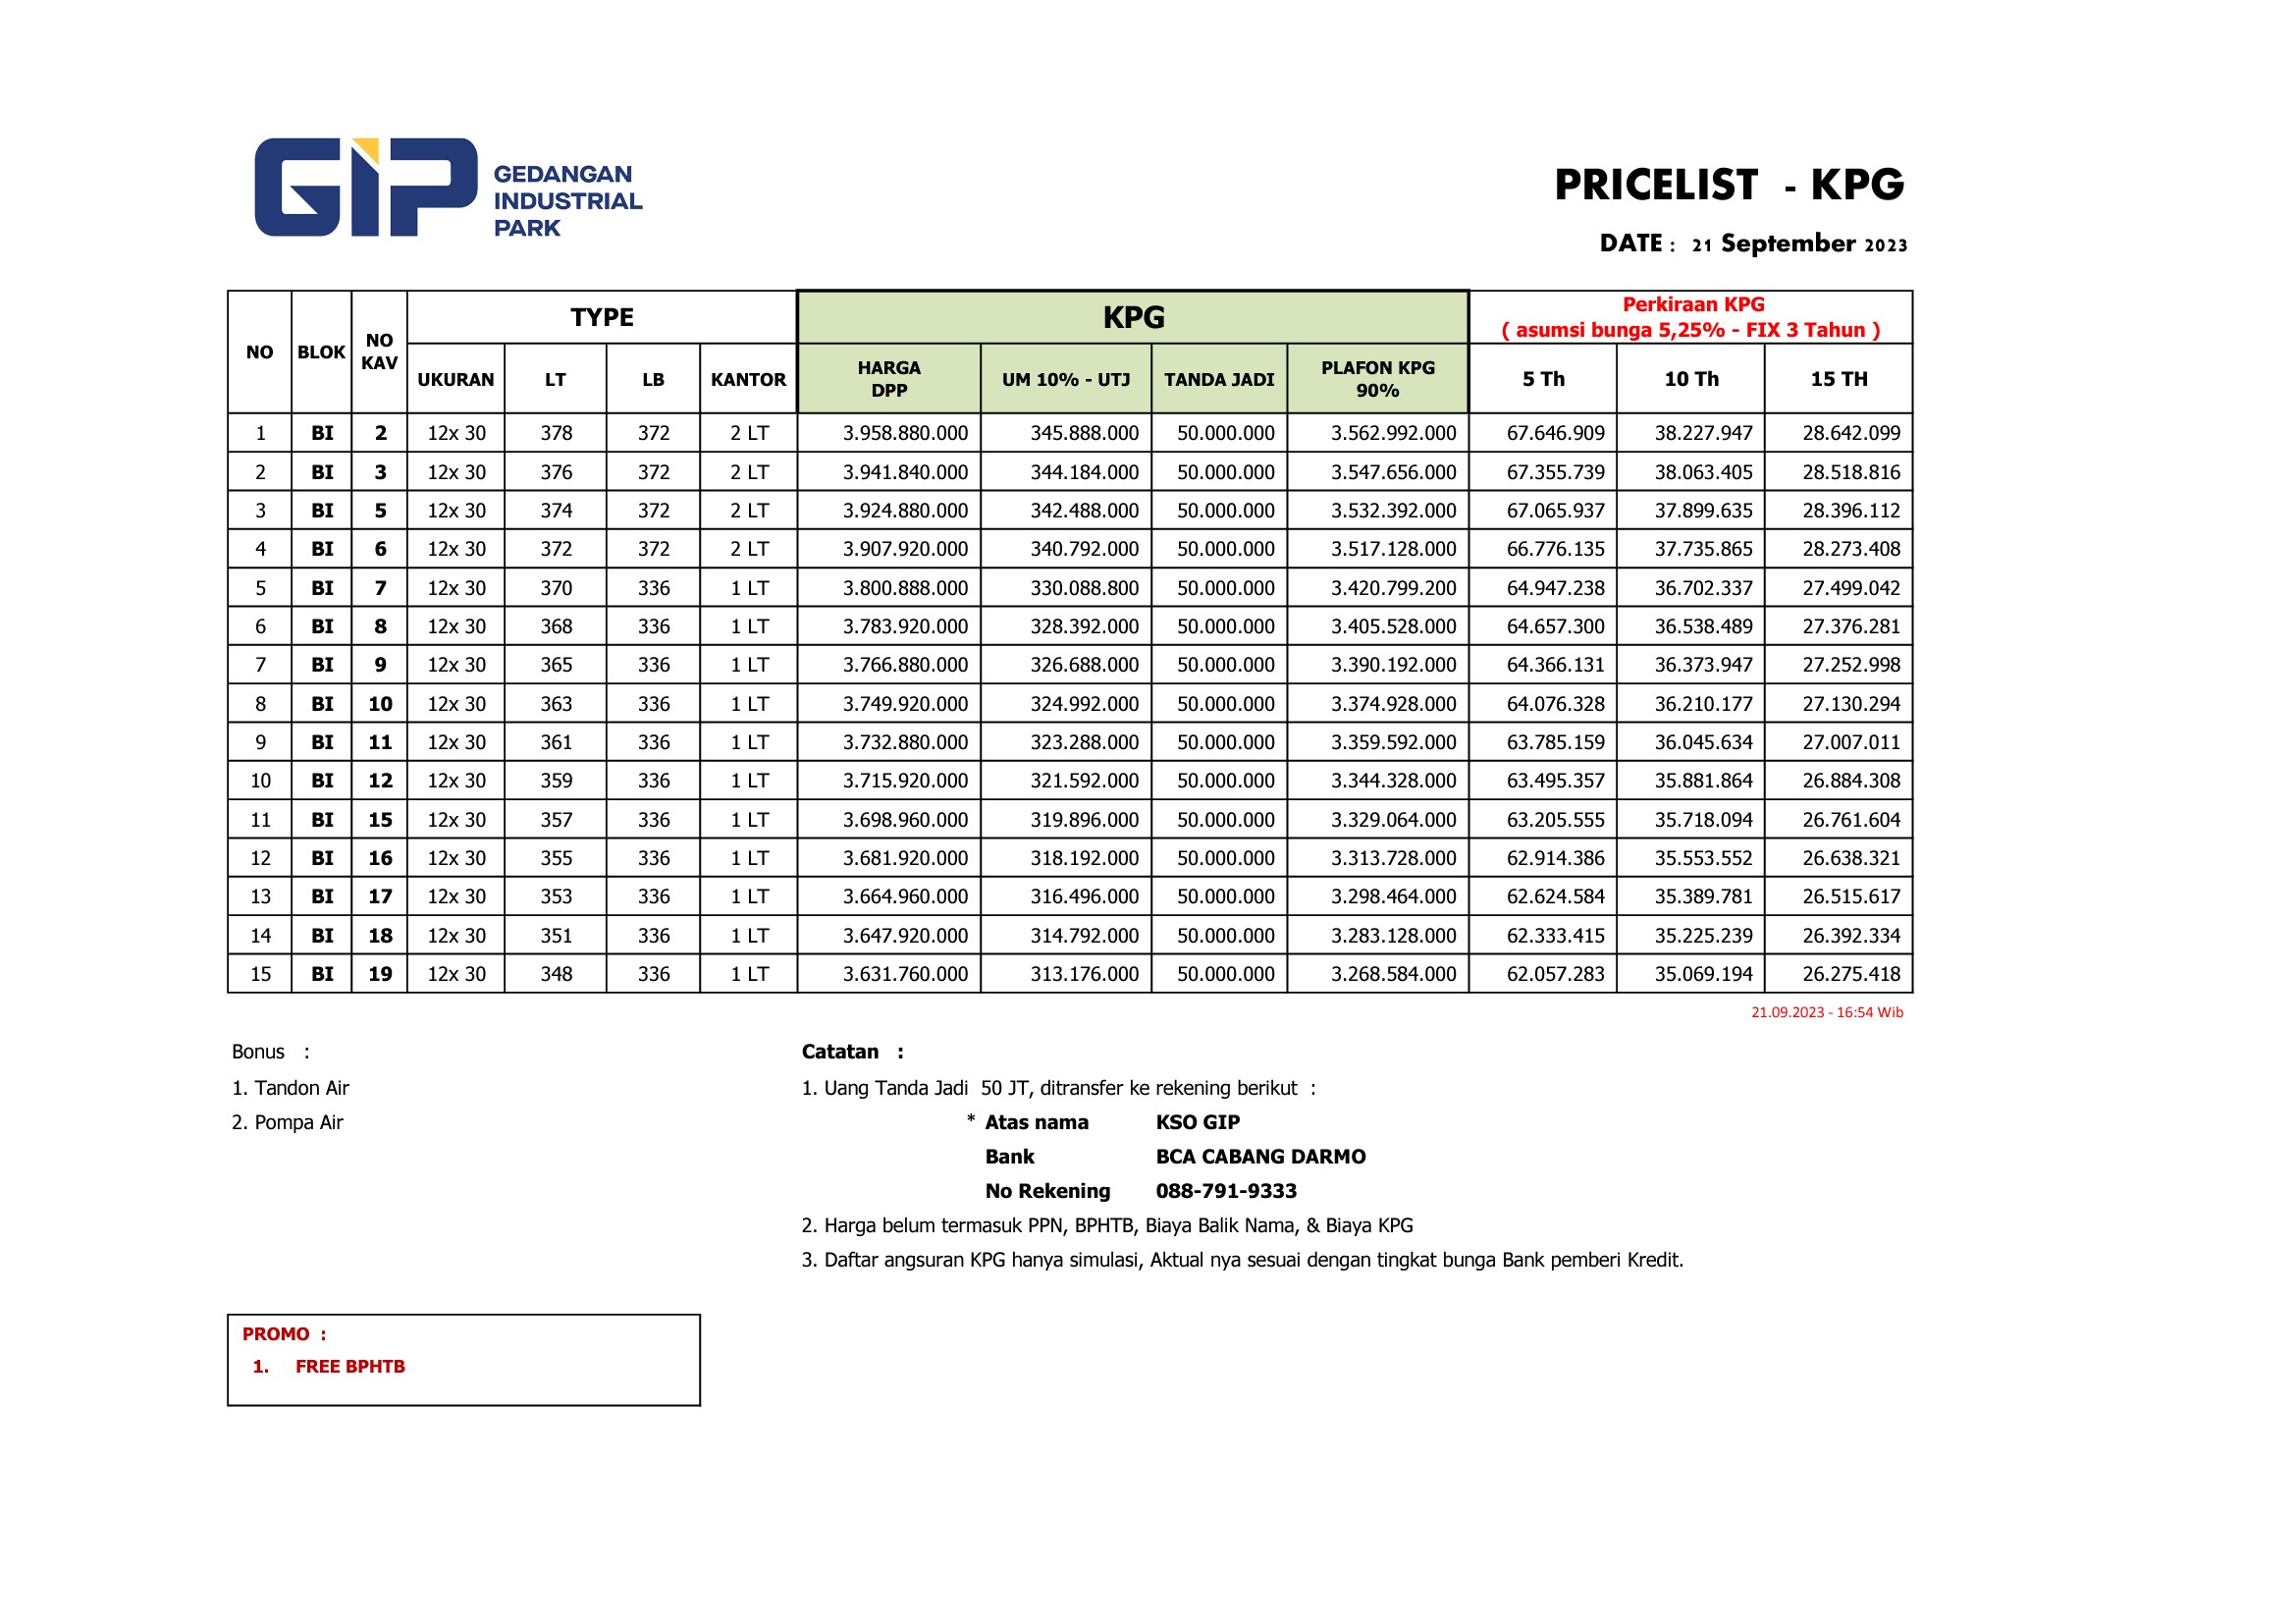 GIP
GEDANGAN
INDUSTRIAL
PARK
PRICELIST - KPG
DATE : 21 September 2023
NO BLOK NO KAV TYPE KPG Perkiraan KPG
( asumsi bunga 5,25% - FIX 3 Tahun )
UKURAN LT LB KANTOR HARGA DPP UM 10% - UTJ TANDA JADI PLAFON KPG 90% 5 Th 10 Th 15 TH
1 BI 2 12x 30 378 372 2 LT 3.958.880.000 345.888.000 50.000.000 3.562.992.000 67.646.909 38.227.947 28.642.099
2 BI 3 12x 30 376 372 2 LT 3.941.840.000 344.184.000 50.000.000 3.547.656.000 67.355.739 38.063.405 28.518.816
3 BI 5 12x 30 374 372 2 LT 3.924.880.000 342.488.000 50.000.000 3.532.392.000 67.065.937 37.899.635 28.396.112
4 BI 6 12x 30 372 372 2 LT 3.907.920.000 340.792.000 50.000.000 3.517.128.000 66.776.135 37.735.865 28.273.408
5 BI 7 12x 30 370 336 1 LT 3.800.888.000 330.088.800 50.000.000 3.420.799.200 64.947.238 36.702.337 27.499.042
6 BI 8 12x 30 368 336 1 LT 3.783.920.000 328.392.000 50.000.000 3.405.528.000 64.657.300 36.538.489 27.376.281
7 BI 9 12x 30 365 336 1 LT 3.766.880.000 326.688.000 50.000.000 3.390.192.000 64.366.131 36.373.947 27.252.998
8 BI 10 12x 30 363 336 1 LT 3.749.920.000 324.992.000 50.000.000 3.374.928.000 64.076.328 36.210.177 27.130.294
9 BI 11 12x 30 361 336 1 LT 3.732.880.000 323.288.000 50.000.000 3.359.592.000 63.785.159 36.045.634 27.007.011
10 BI 12 12x 30 359 336 1 LT 3.715.920.000 321.592.000 50.000.000 3.344.328.000 63.495.357 35.881.864 26.884.308
11 BI 15 12x 30 357 336 1 LT 3.698.960.000 319.896.000 50.000.000 3.329.064.000 63.205.555 35.718.094 26.761.604
12 BI 16 12x 30 355 336 1 LT 3.681.920.000 318.192.000 50.000.000 3.313.728.000 62.914.386 35.553.552 26.638.321
13 BI 17 12x 30 353 336 1 LT 3.664.960.000 316.496.000 50.000.000 3.298.464.000 62.624.584 35.389.781 26.515.617
14 BI 18 12x 30 351 336 1 LT 3.647.920.000 314.792.000 50.000.000 3.283.128.000 62.333.415 35.225.239 26.392.334
15 BI 19 12x 30 348 336 1 LT 3.631.760.000 313.176.000 50.000.000 3.268.584.000 62.057.283 35.069.194 26.275.418
21.09.2023 - 16:54 Wib
Bonus :
1. Tandon Air
2. Pompa Air
Catatan :
1. Uang Tanda Jadi 50 JT, ditransfer ke rekening berikut :
* Atas nama KSO GIP
Bank BCA CABANG DARMO
No Rekening 088-791-9333
2. Harga belum termasuk PPN, BPHTB, Biaya Balik Nama, & Biaya KPG
3. Daftar angsuran KPG hanya simulasi, Aktual nya sesuai dengan tingkat bunga Bank pemberi Kredit.
PROMO :
1. FREE BPHTB